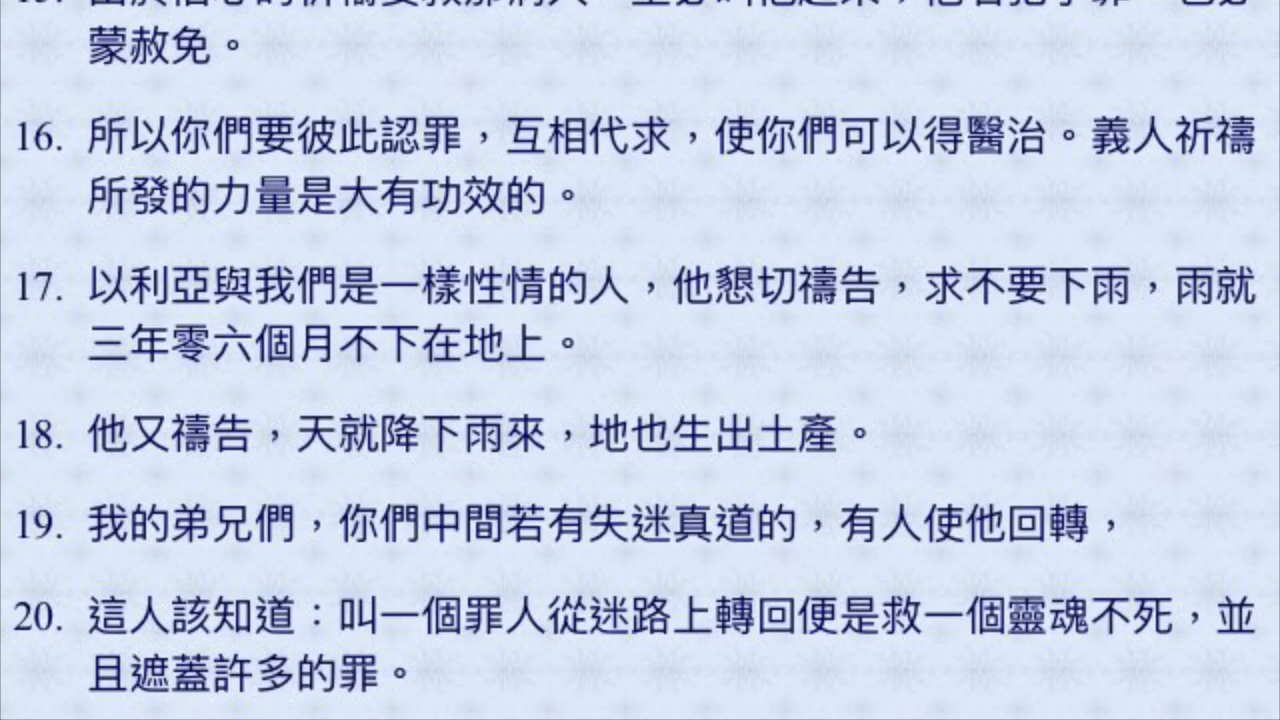 蒙赦免。
16. 所以你們要彼此認罪，互相代求，使你們可以得醫治。義人祈禱
所發的力量是大有功效的。
17. 以利亞與我們是一樣性情的人，他懇切禱告，求不要下雨，雨就
三年零六個月不下在地上。
18. 他又禱告，天就降下雨來，地也生出土產。
19. 我的弟兄們，你們中間若有失迷真道的，有人使他回轉，
20. 這人該知道：叫一個罪人從迷路上轉回便是救一個靈魂不死，並
且遮蓋許多的罪。